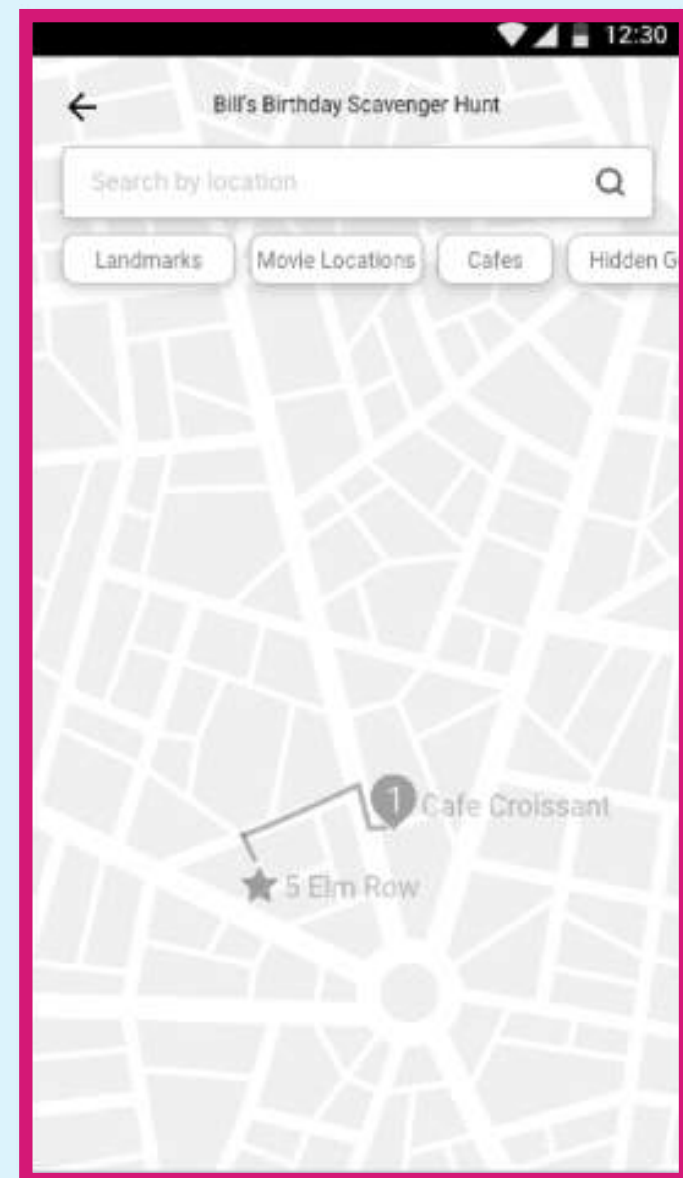 12:30
Bill's Birthday Scavenger Hunt
Search by location
Landmarks Movie Locations Cafes Hidden G
1 Cafe Croissant
5 Elm Row